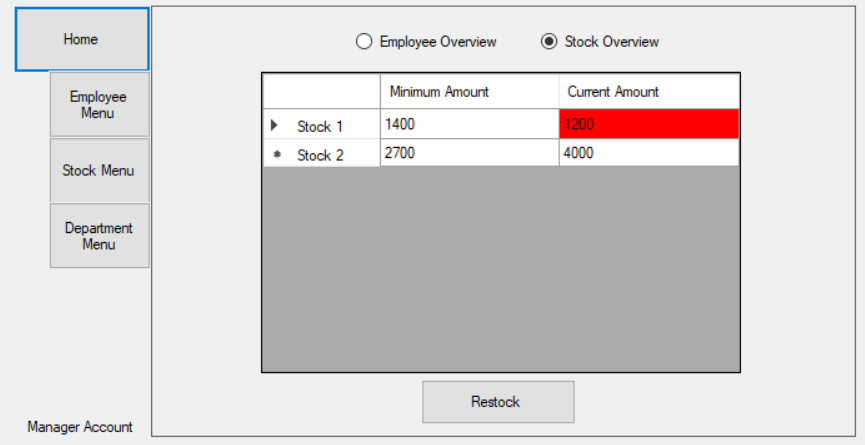 Home
Employee Overview
Stock Overview
Employee
Menu
Minimum Amount
Current Amount
Stock 1
1400
1200
Stock 2
2700
4000
Stock Menu
Department
Menu
Restock
Manager Account